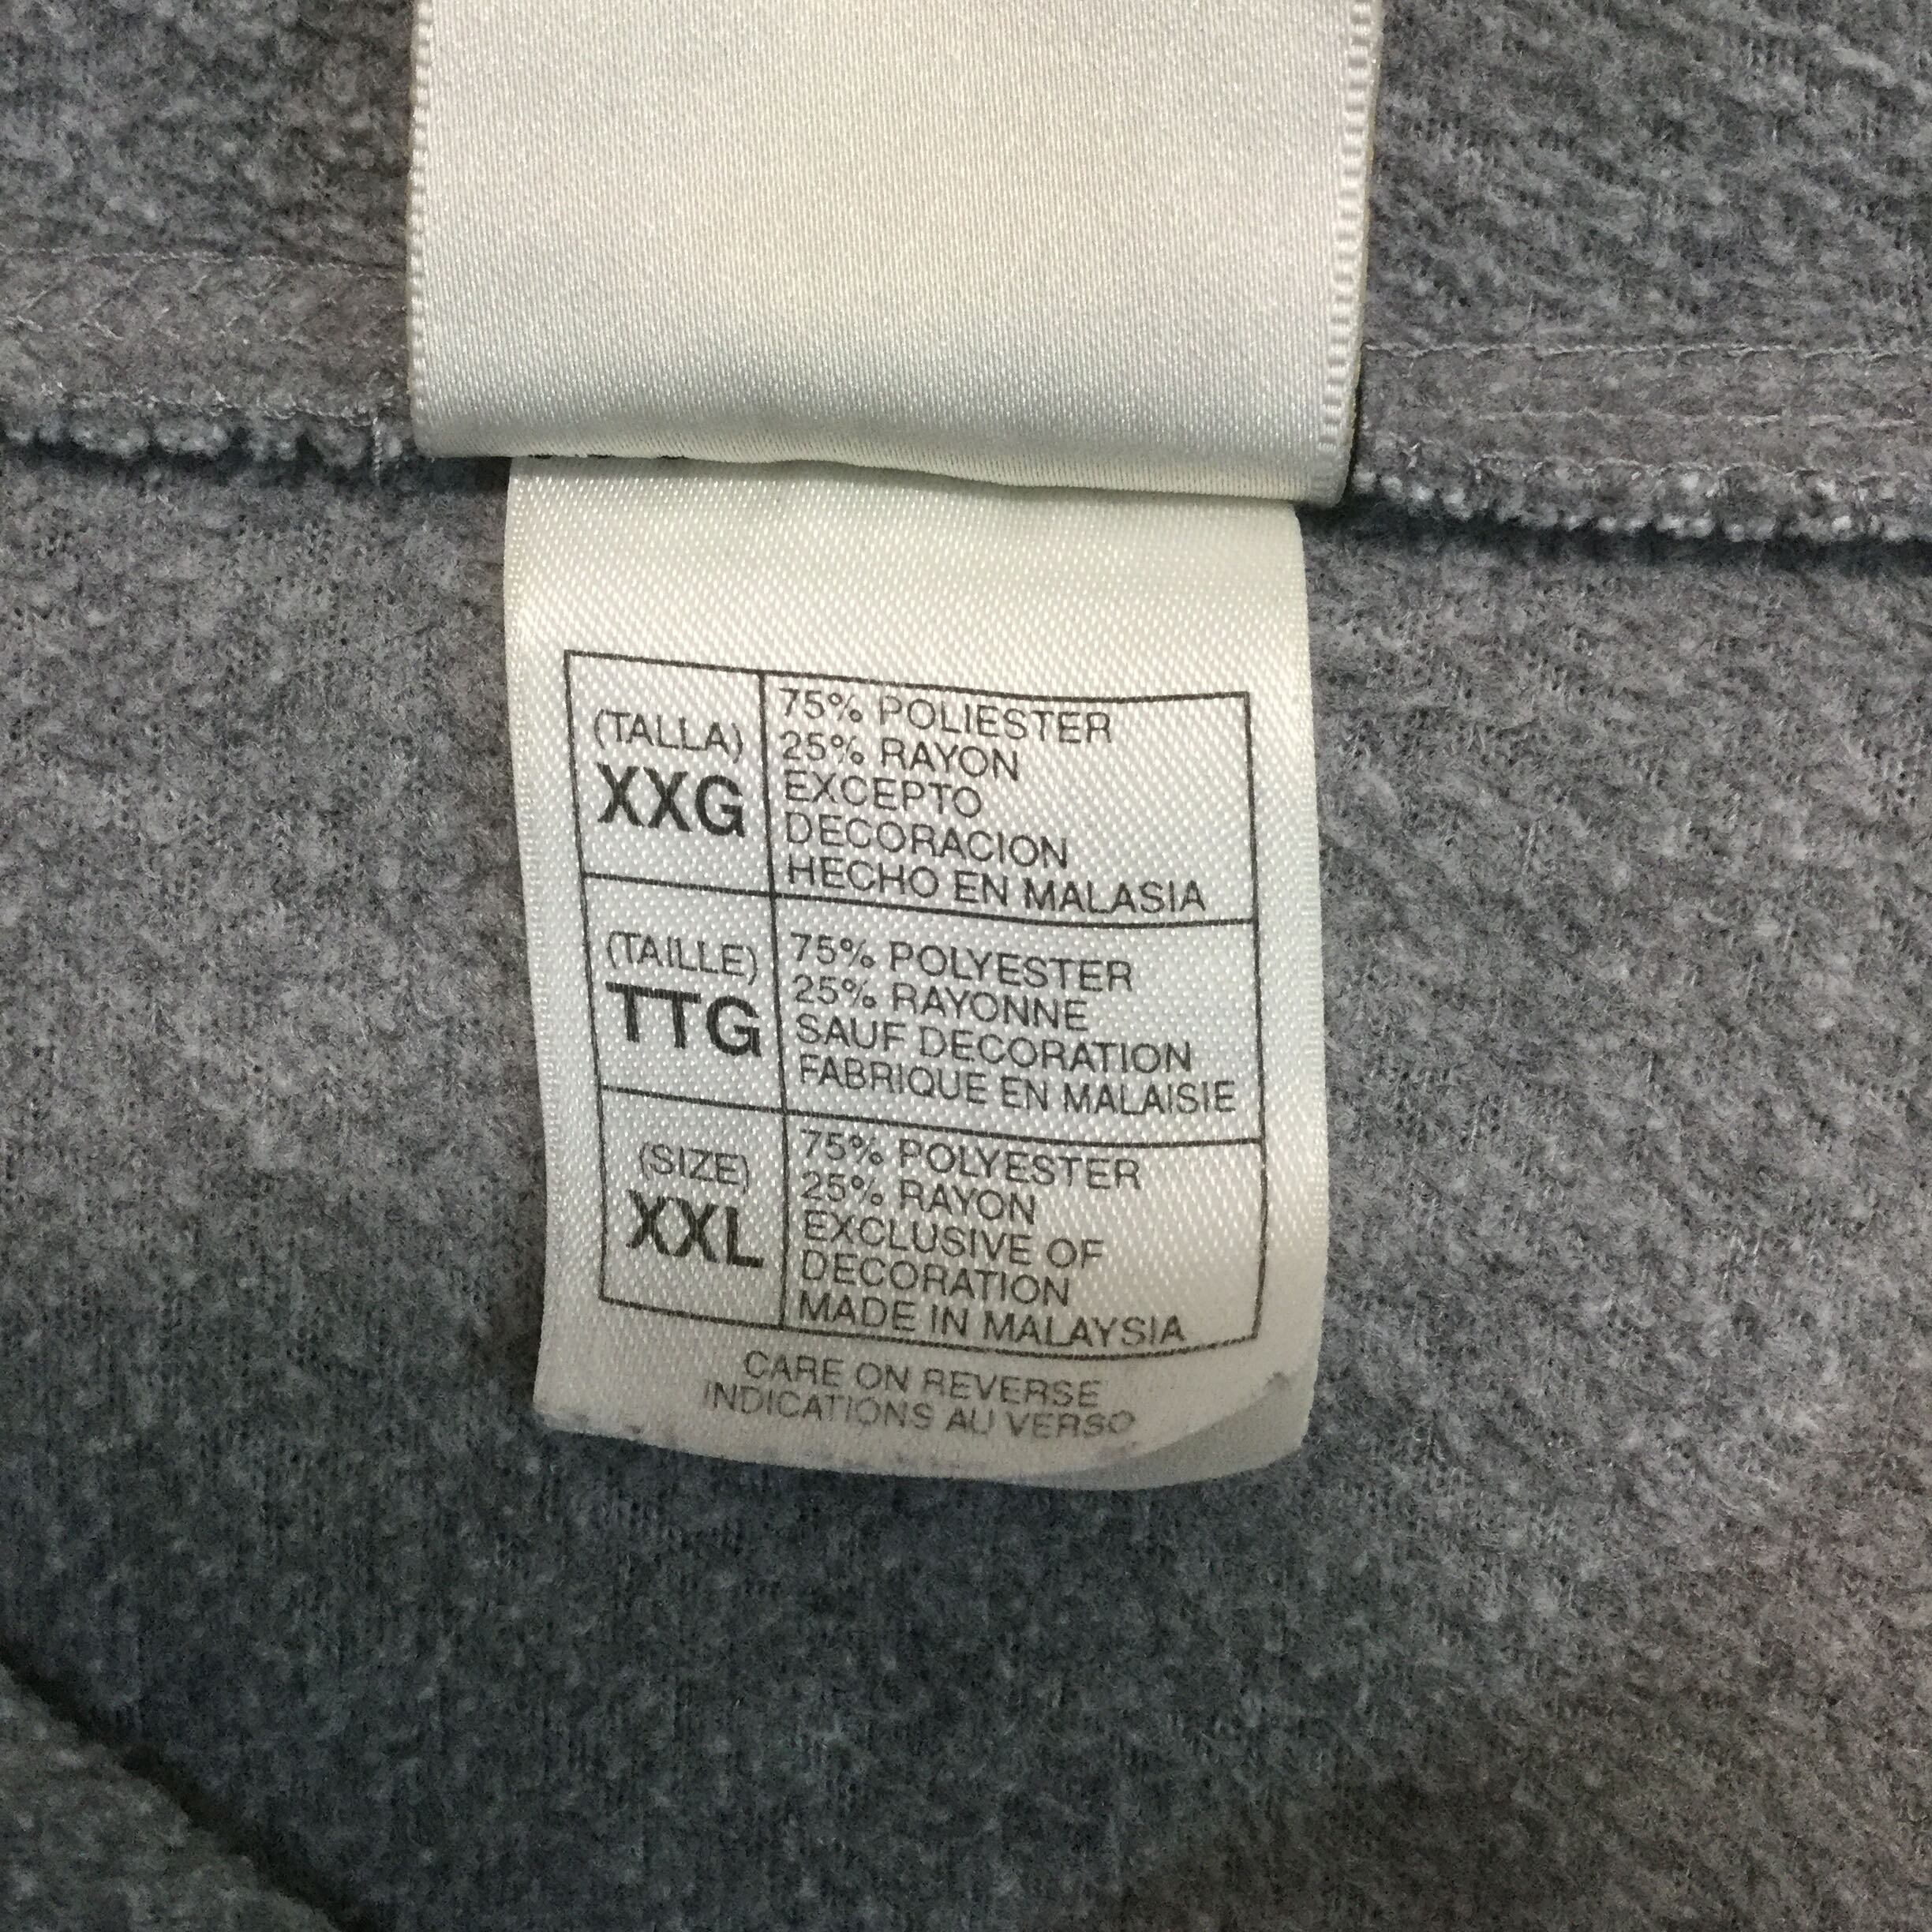 (TALLA)
XXG
75% POLIESTER
25% RAYON
EXCEPTO
DECORACION
HECHO EN MALASIA
(TAILLE)
TTG
75% POLYESTER
25% RAYONNE
SAUF DECORATION
FABRIQUE EN MALAISIE
(SIZE)
XXL
75% POLYESTER
25% RAYON
EXCLUSIVE OF
DECORATION
MADE IN MALAYSIA
CARE ON REVERSE
INDICATIONS AU VERSO